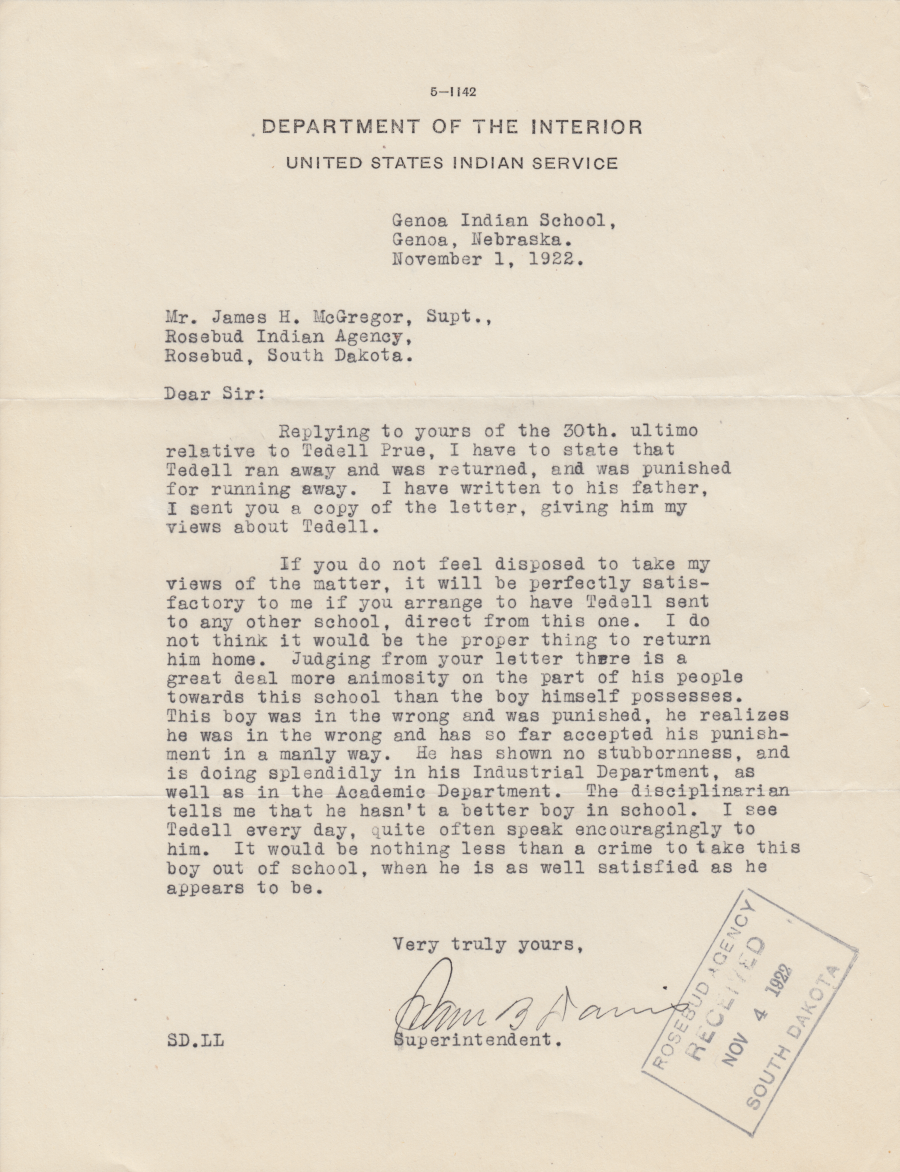 5—1142
DEPARTMENT OF THE INTERIOR
UNITED STATES INDIAN SERVICE
Genoa Indian School,
Genoa, Nebraska.
November 1, 1922.
Mr. James H. McGregor, Supt.,
Rosebud Indian Agency,
Rosebud, South Dakota.
Dear Sir:
Replying to yours of the 30th. ultimo
relative to Tedell Prue, I have to state that
Tedell ran away and was returned, and was punished
for running away. I have written to his father,
I sent you a copy of the letter, giving him my
views about Tedell.
If you do not feel disposed to take my
views of the matter, it will be perfectly satis-
factory to me if you arrange to have Tedell sent
to any other school, direct from this one. I do
not think it would be the proper thing to return
him home. Judging from your letter there is a
great deal more animosity on the part of his people
towards this school than the boy himself possesses.
This boy was in the wrong and was punished, he realizes
he was in the wrong and has so far accepted his punish-
ment in a manly way. He has shown no stubbornness, and
is doing splendidly in his Industrial Department, as
well as in the Academic Department. The disciplinarian
tells me that he hasn't a better boy in school. I see
Tedell every day, quite often speak encouragingly to
him. It would be nothing less than a crime to take this
boy out of school, when he is as well satisfied as he
appears to be.
Very truly yours,
Sam B Davis
SD.LL
Superintendent.
ROSEBUD AGENCY
RECEIVED
NOV 4 1922
SOUTH DAKOTA